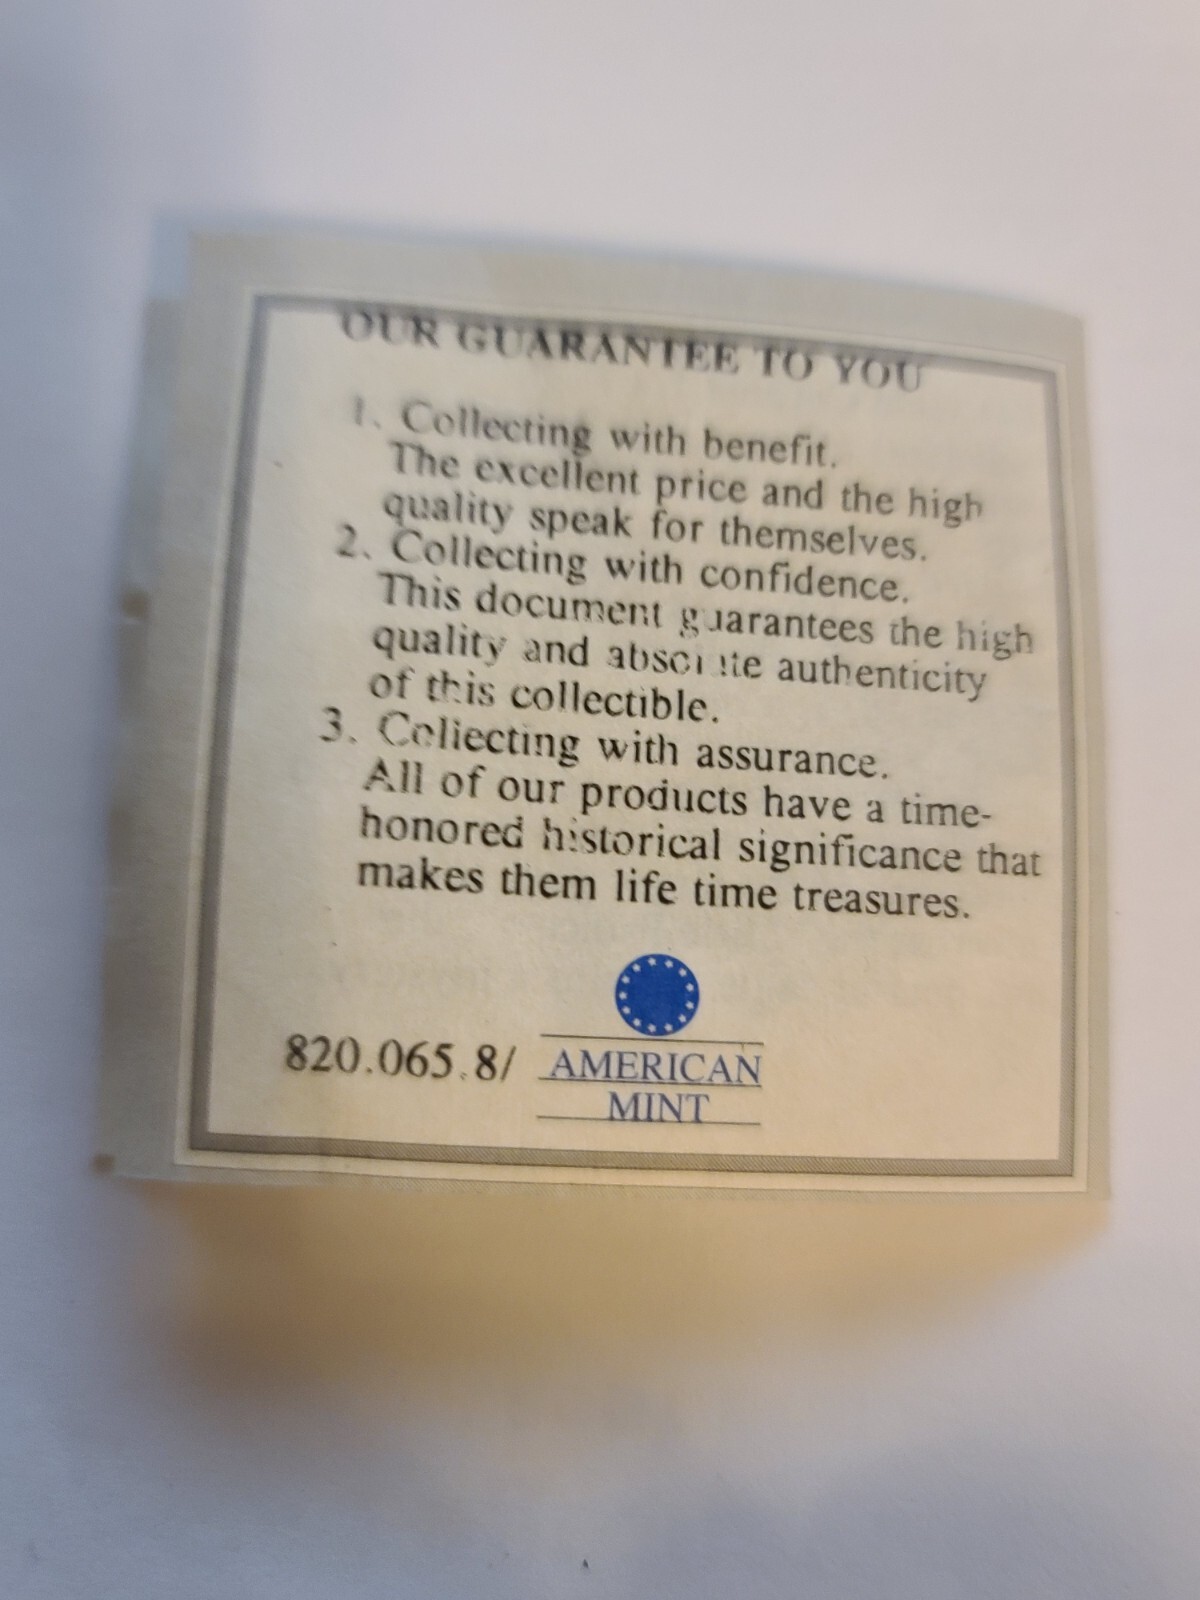 OUR GUARANTEE TO YOU
1. Collecting with benefit.
The excellent price and the high
quality speak for themselves.
2. Collecting with confidence.
This document guarantees the high
quality and absolute authenticity
of this collectible.
3. Collecting with assurance.
All of our products have a time-
honored historical significance that
makes them life time treasures.
820.065.8/ AMERICAN
MINT